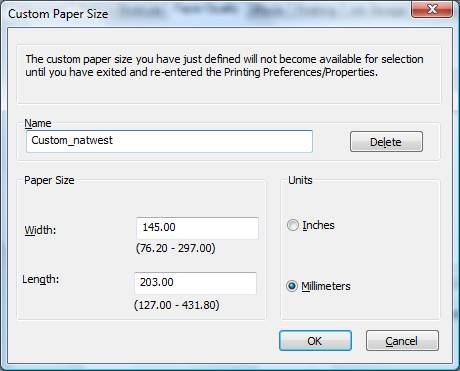 Custom Paper Size
The custom paper size you have just defined will not become available for selection
until you have exited and re-entered the Printing Preferences/Properties.
Name
Custom_natwest
Delete
Paper Size
Width:
145.00
(76.20 - 297.00)
Length:
203.00
(127.00 - 431.80)
Units
Inches
Millimeters
OK
Cancel